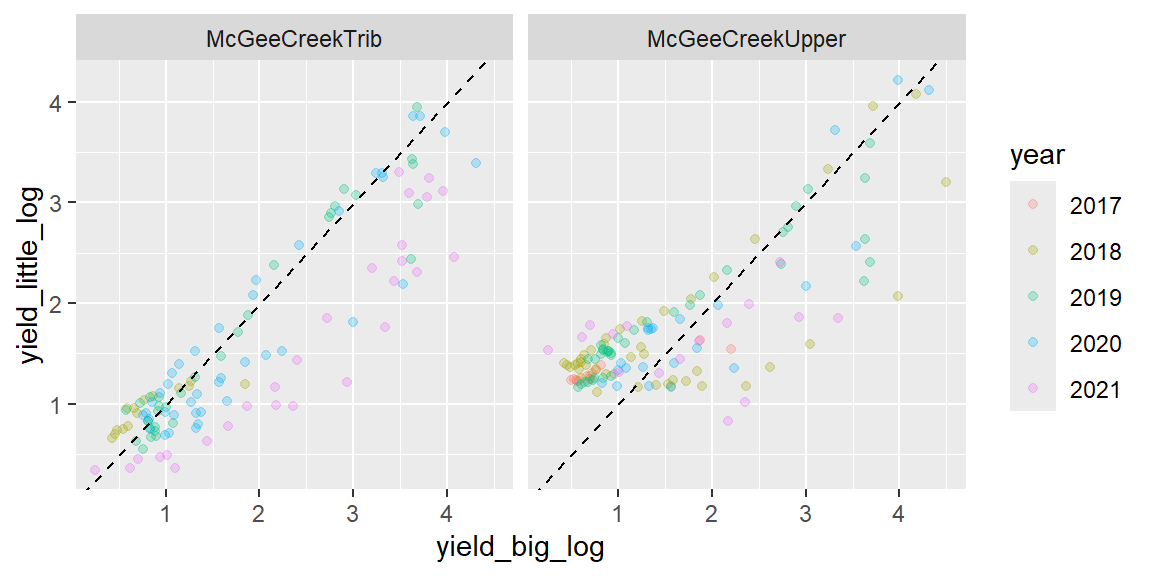 McGeeCreekTrib McGeeCreekUpper
yield_little_log
4
3
2
1
1 2 3 4 1 2 3 4
yield_big_log
year
2017
2018
2019
2020
2021